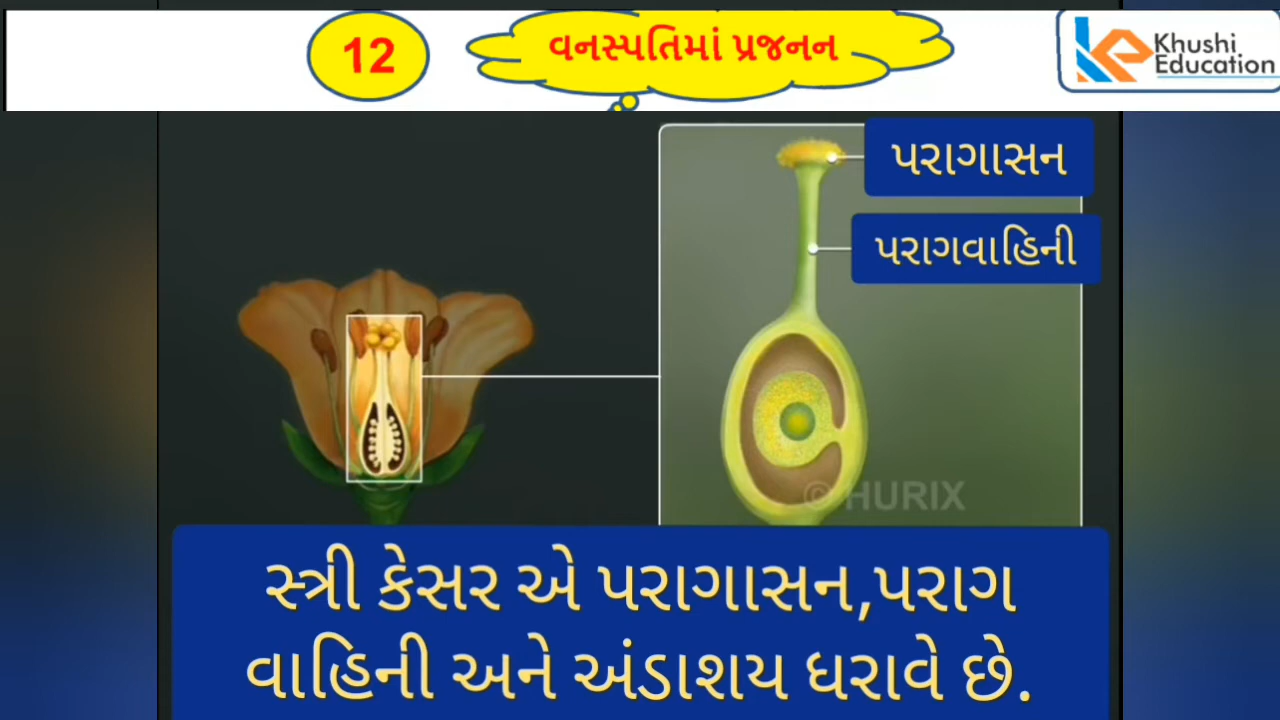 12
વનસ્પતિમાં પ્રજનન
Khushi
Education
પરાગાસન
પરાગવાહિની
© HURIX
સ્ત્રી કેસર એ પરાગાસન,પરાગ
વાહિની અને અંડાશય ધરાવે છે.